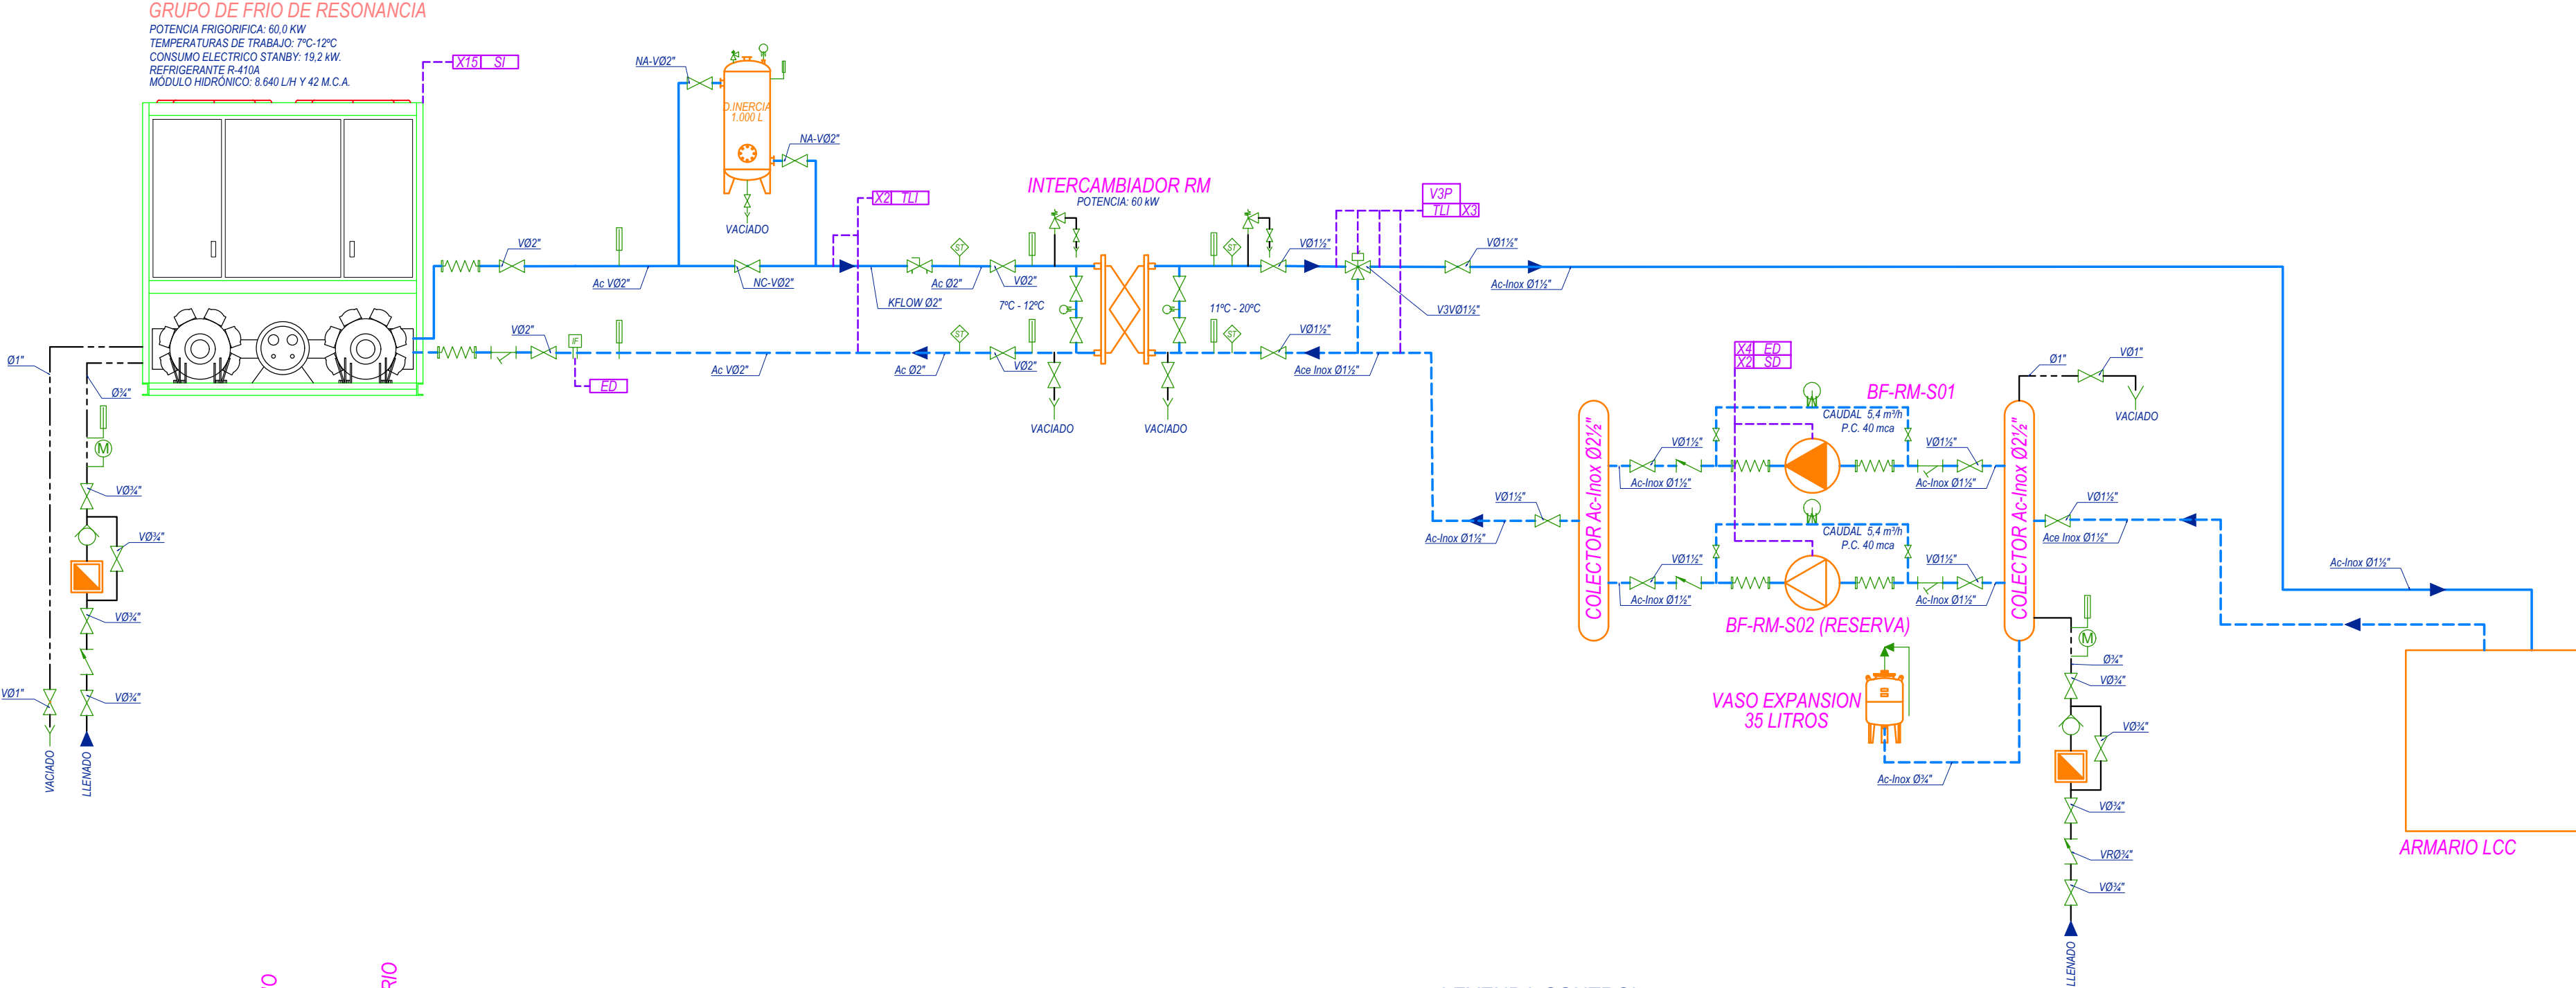 GRUPO DE FRIO DE RESONANCIA
POTENCIA FRIGORIFICA: 60,0 KW
TEMPERATURAS DE TRABAJO: 7ºC-12ºC
CONSUMO ELECTRICO STANBY: 19,2 kW.
REFRIGERANTE R-410A
MÓDULO HIDRÓNICO: 8.640 L/H Y 42 M.C.A.
X15 SI
NA-VØ2"
D.INERCIA
1.000 L
NA-VØ2"
VACIADO
X2 TLI
INTERCAMBIADOR RM
POTENCIA: 60 kW
V3P
TLI X3
VØ2"
Ac VØ2"
NC-VØ2"
KFLOW Ø2"
ST
Ac Ø2"
VØ2"
7ºC - 12ºC
ST
11ºC - 20ºC
VØ1½"
VØ1½"
V3VØ1½"
Ac-Inox Ø1½"
VØ2"
IF
ED
Ac VØ2"
ST
Ac Ø2"
VØ2"
ST
VØ1½"
Ace Inox Ø1½"
VACIADO
VACIADO
Ø1"
Ø¾"
M
VØ¾"
VØ¾"
VØ¾"
VØ¾"
VØ1"
VACIADO
LLENADO
X4 ED
X2 SD
BF-RM-S01
CAUDAL 5,4 m³/h
P.C. 40 mca
VØ1½"
Ac-Inox Ø1½"
VØ1½"
Ac-Inox Ø1½"
Ø1"
VØ1"
VACIADO
COLECTOR Ac-Inox Ø2½"
COLECTOR Ac-Inox Ø2½"
VØ1½"
Ac-Inox Ø1½"
VØ1½"
Ace Inox Ø1½"
CAUDAL 5,4 m³/h
P.C. 40 mca
VØ1½"
Ac-Inox Ø1½"
VØ1½"
Ac-Inox Ø1½"
BF-RM-S02 (RESERVA)
VASO EXPANSION
35 LITROS
Ac-Inox Ø¾"
M
Ø¾"
VØ¾"
VØ¾"
VØ¾"
VRØ¾"
VØ¾"
LLENADO
Ac-Inox Ø1½"
ARMARIO LCC